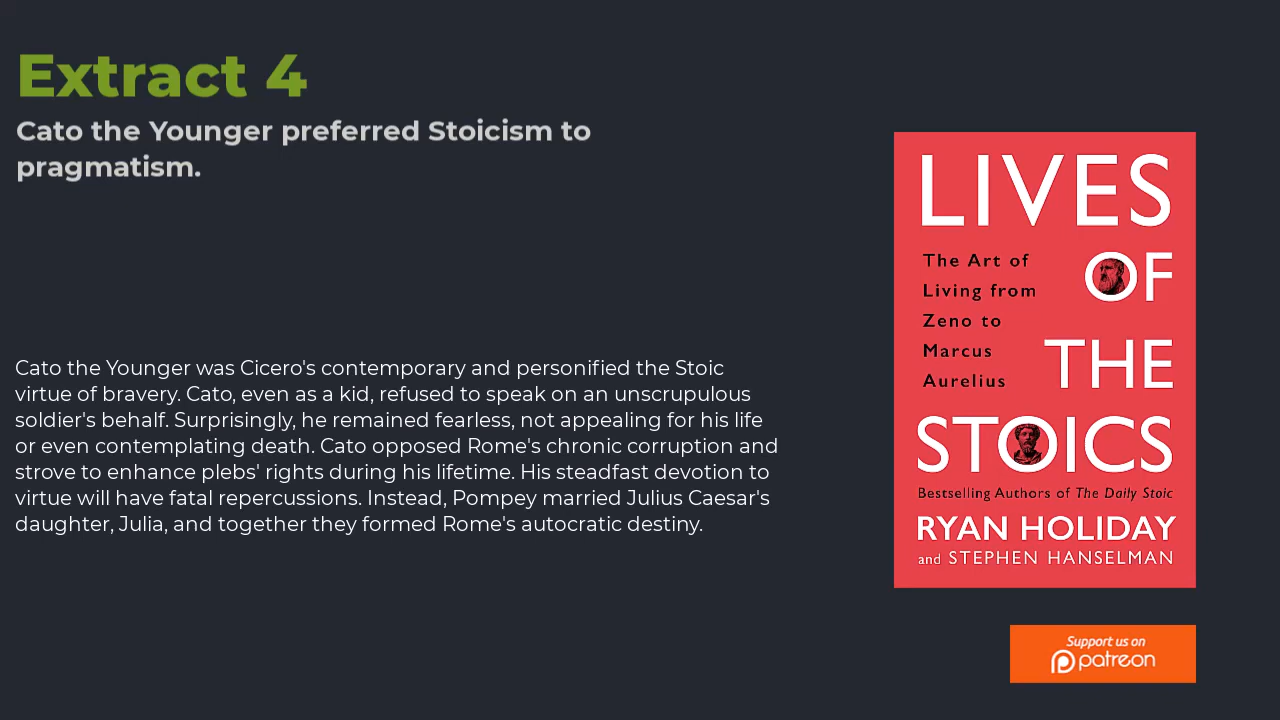 Extract 4
Cato the Younger preferred Stoicism to
pragmatism.
Cato the Younger was Cicero's contemporary and personified the Stoic
virtue of bravery. Cato, even as a kid, refused to speak on an unscrupulous
soldier's behalf. Surprisingly, he remained fearless, not appealing for his life
or even contemplating death. Cato opposed Rome's chronic corruption and
strove to enhance plebs' rights during his lifetime. His steadfast devotion to
virtue will have fatal repercussions. Instead, Pompey married Julius Caesar's
daughter, Julia, and together they formed Rome's autocratic destiny.
LIVES
OF
THE
STOICS
The Art of
Living from
Zeno to
Marcus
Aurelius
Bestselling Authors of The Daily Stoic
RYAN HOLIDAY
and STEPHEN HANSELMAN
Support us on
patreon